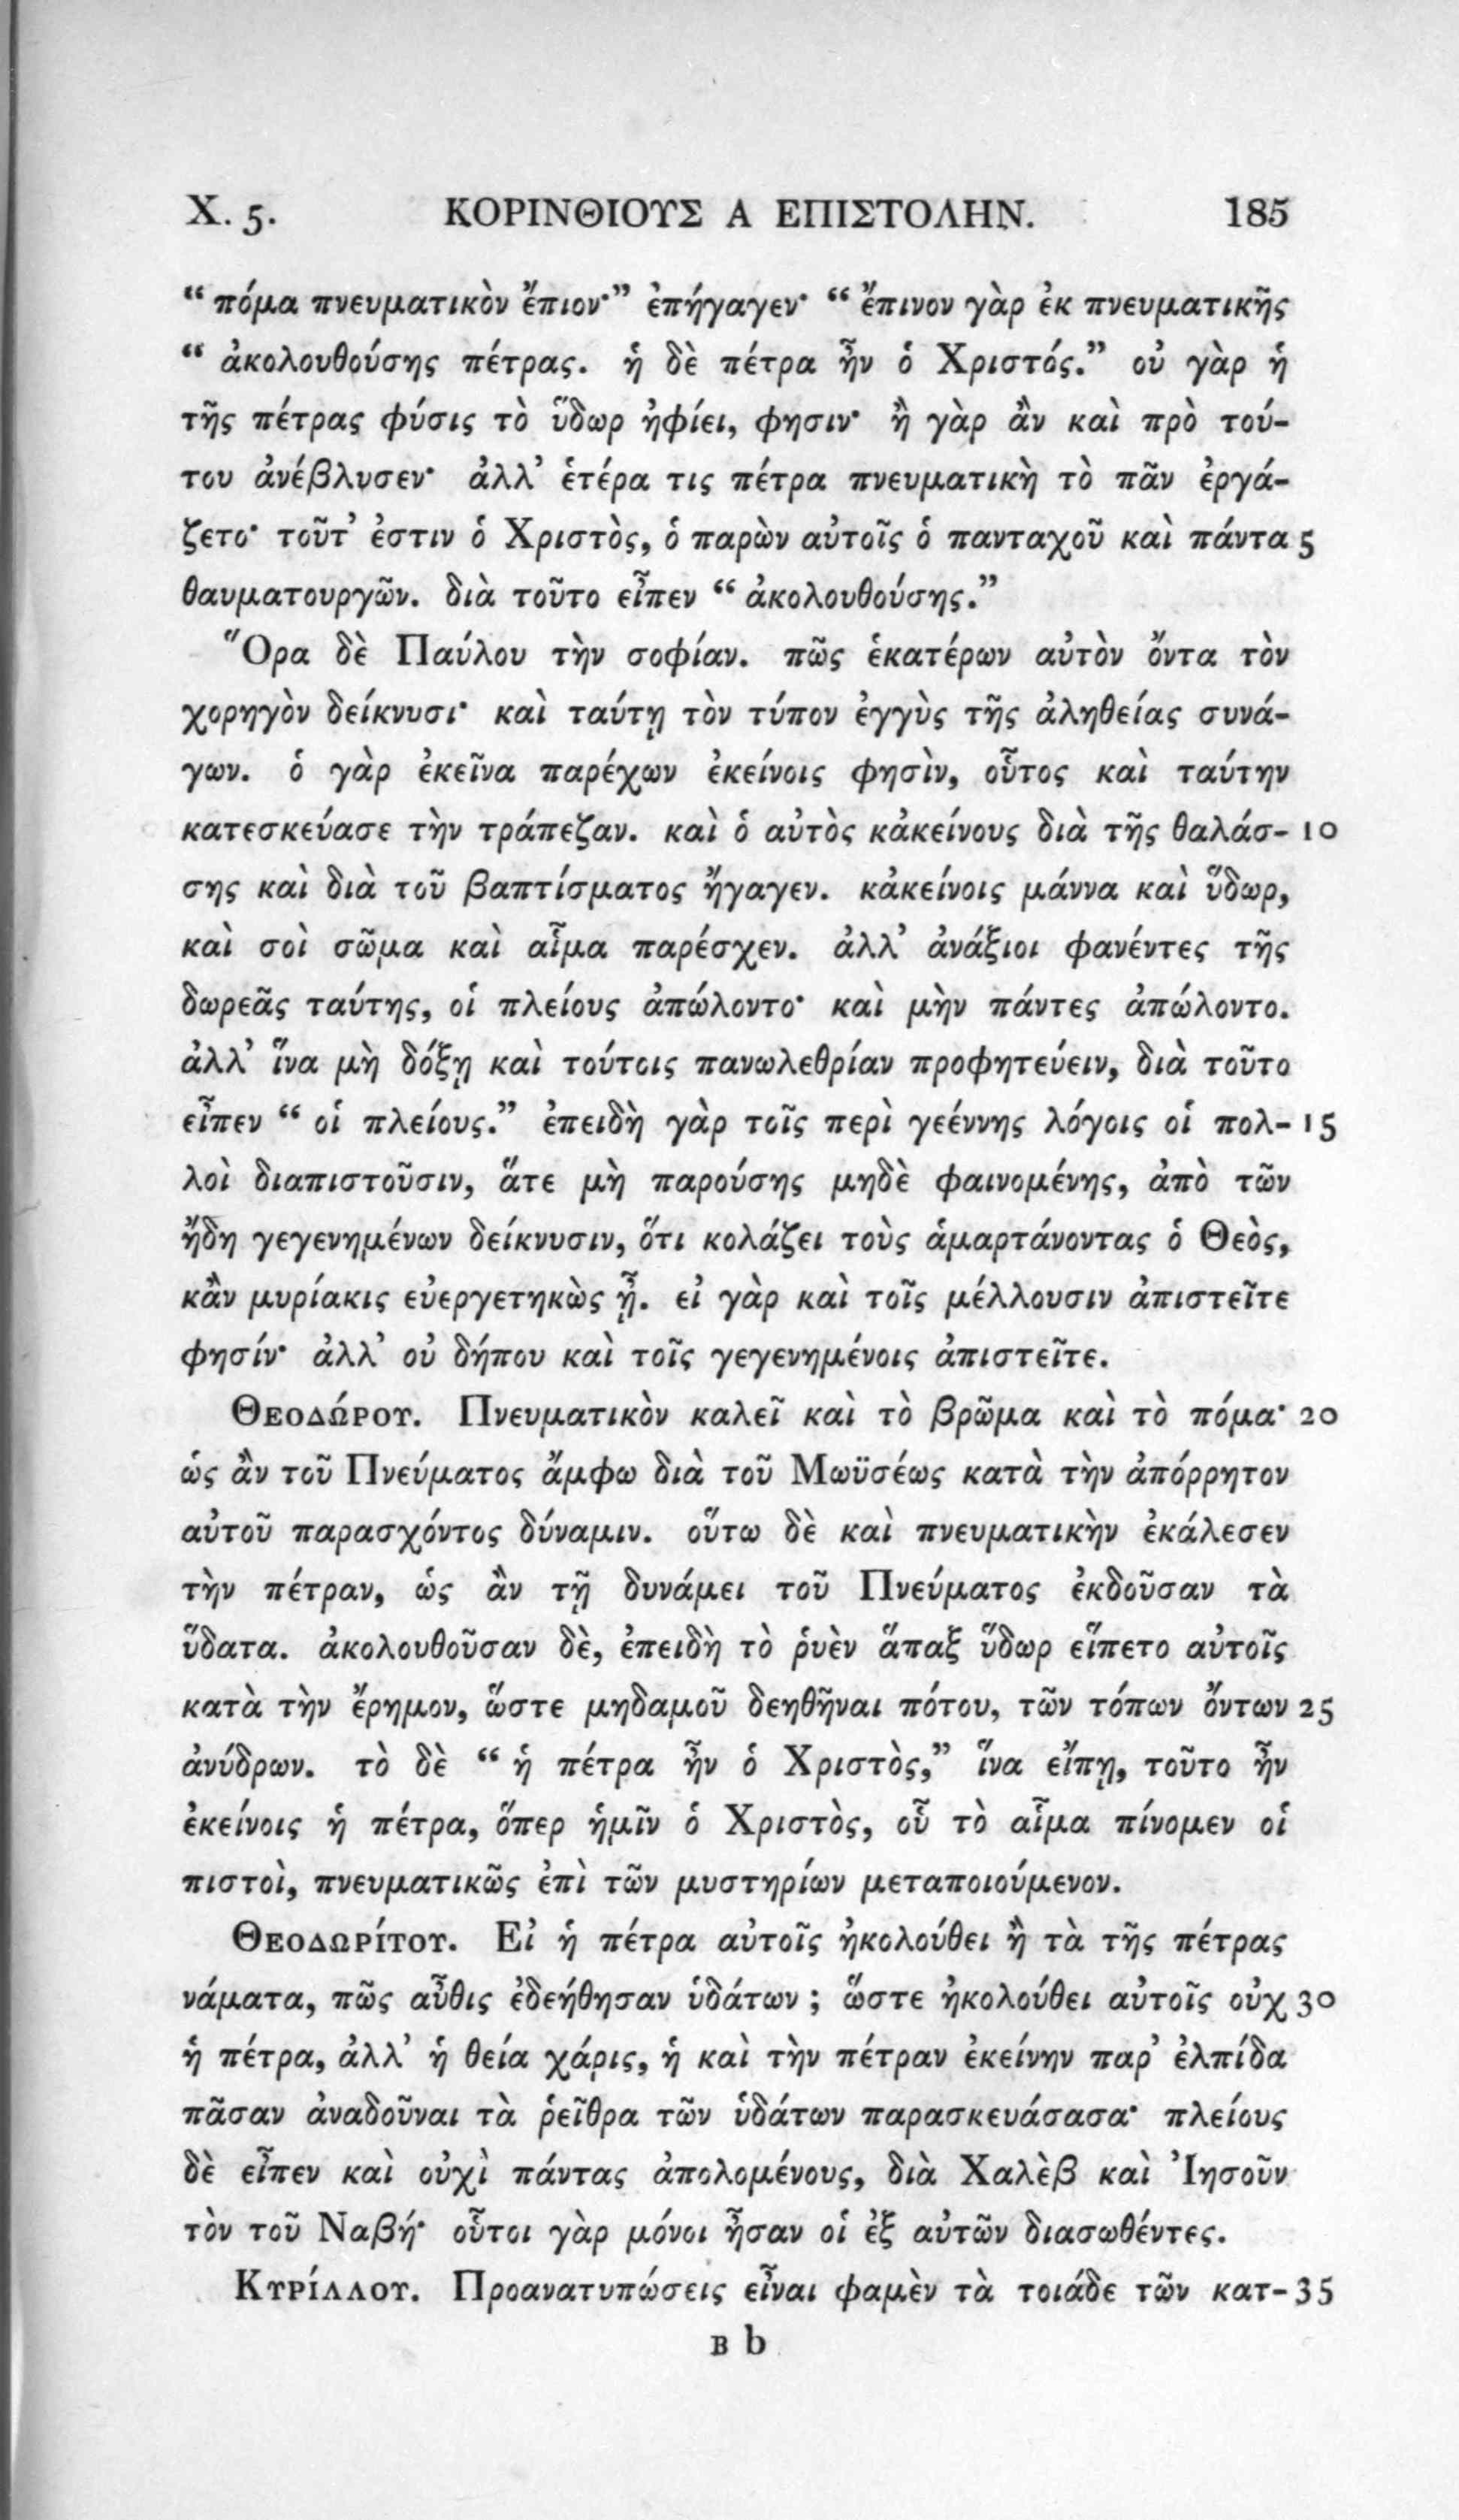 X. 5. ΚΟΡΙΝΘΙΟΥΣ Α ΕΠΙΣΤΟΛΗΝ. 185
“ πόμα πνευματικὸν ἔπιον·” ἐπήγαγεν· “ ἔπινον γὰρ ἐκ πνευματικῆς
“ ἀκολουθούσης πέτρας. ἡ δὲ πέτρα ἦν ὁ Χριστός.” οὐ γὰρ ἡ
τῆς πέτρας φύσις τὸ ὕδωρ ἠφίει, φησιν· ἢ γὰρ ἂν καὶ πρὸ τού-
του ἀνέβλυσεν· ἀλλ’ ἑτέρα τις πέτρα πνευματικὴ τὸ πᾶν ἐργά-
ζετο· τοῦτ’ ἐστιν ὁ Χριστὸς, ὁ παρὼν αὐτοῖς ὁ πανταχοῦ καὶ πάντα 5
θαυματουργῶν. διὰ τοῦτο εἶπεν “ ἀκολουθούσης.”
Ὅρα δὲ Παύλου τὴν σοφίαν. πῶς ἑκατέρων αὐτὸν ὄντα τὸν
χορηγὸν δείκνυσι· καὶ ταύτῃ τὸν τύπον ἐγγὺς τῆς ἀληθείας συνά-
γων. ὁ γὰρ ἐκεῖνα παρέχων ἐκείνοις φησὶν, οὗτος καὶ ταύτην
κατεσκεύασε τὴν τράπεζαν. καὶ ὁ αὐτὸς κἀκείνους διὰ τῆς θαλάσ- 10
σης καὶ διὰ τοῦ βαπτίσματος ἤγαγεν. κἀκείνοις μάννα καὶ ὕδωρ,
καὶ σοὶ σῶμα καὶ αἷμα παρέσχεν. ἀλλ’ ἀνάξιοι φανέντες τῆς
δωρεᾶς ταύτης, οἱ πλείους ἀπώλοντο· καὶ μὴν πάντες ἀπώλοντο.
ἀλλ’ ἵνα μὴ δόξῃ καὶ τούτοις πανωλεθρίαν προφητεύειν, διὰ τοῦτο
εἶπεν “ οἱ πλείους.” ἐπειδὴ γὰρ τοῖς περὶ γεέννης λόγοις οἱ πολ- 15
λοὶ διαπιστοῦσιν, ἅτε μὴ παρούσης μηδὲ φαινομένης, ἀπὸ τῶν
ἤδη γεγενημένων δείκνυσιν, ὅτι κολάζει τοὺς ἁμαρτάνοντας ὁ Θεὸς,
κἂν μυρίακις εὐεργετηκὼς ᾖ. εἰ γὰρ καὶ τοῖς μέλλουσιν ἀπιστεῖτε
φησίν· ἀλλ’ οὐ δήπου καὶ τοῖς γεγενημένοις ἀπιστεῖτε.
Θεοδώρου. Πνευματικὸν καλεῖ καὶ τὸ βρῶμα καὶ τὸ πόμα· 20
ὡς ἂν τοῦ Πνεύματος ἄμφω διὰ τοῦ Μωϋσέως κατὰ τὴν ἀπόρρητον
αὐτοῦ παρασχόντος δύναμιν. οὕτω δὲ καὶ πνευματικὴν ἐκάλεσεν
τὴν πέτραν, ὡς ἂν τῇ δυνάμει τοῦ Πνεύματος ἐκδοῦσαν τὰ
ὕδατα. ἀκολουθοῦσαν δὲ, ἐπειδὴ τὸ ῥυὲν ἅπαξ ὕδωρ εἵπετο αὐτοῖς
κατὰ τὴν ἔρημον, ὥστε μηδαμοῦ δεηθῆναι πότου, τῶν τόπων ὄντων 25
ἀνύδρων. τὸ δὲ “ ἡ πέτρα ἦν ὁ Χριστὸς,” ἵνα εἴπῃ, τοῦτο ἦν
ἐκείνοις ἡ πέτρα, ὅπερ ἡμῖν ὁ Χριστὸς, οὗ τὸ αἷμα πίνομεν οἱ
πιστοὶ, πνευματικῶς ἐπὶ τῶν μυστηρίων μεταποιούμενον.
Θεοδωρίτου. Εἰ ἡ πέτρα αὐτοῖς ἠκολούθει ἢ τὰ τῆς πέτρας
νάματα, πῶς αὖθις ἐδεήθησαν ὑδάτων ; ὥστε ἠκολούθει αὐτοῖς οὐχ 30
ἡ πέτρα, ἀλλ’ ἡ θεία χάρις, ἡ καὶ τὴν πέτραν ἐκείνην παρ’ ἐλπίδα
πᾶσαν ἀναδοῦναι τὰ ῥεῖθρα τῶν ὑδάτων παρασκευάσασα· πλείους
δὲ εἶπεν καὶ οὐχὶ πάντας ἀπολομένους, διὰ Χαλὲβ καὶ Ἰησοῦν
τὸν τοῦ Ναβή· οὗτοι γὰρ μόνοι ἦσαν οἱ ἐξ αὐτῶν διασωθέντες.
Κυρίλλου. Προανατυπώσεις εἶναι φαμὲν τὰ τοιάδε τῶν κατ- 35
B b